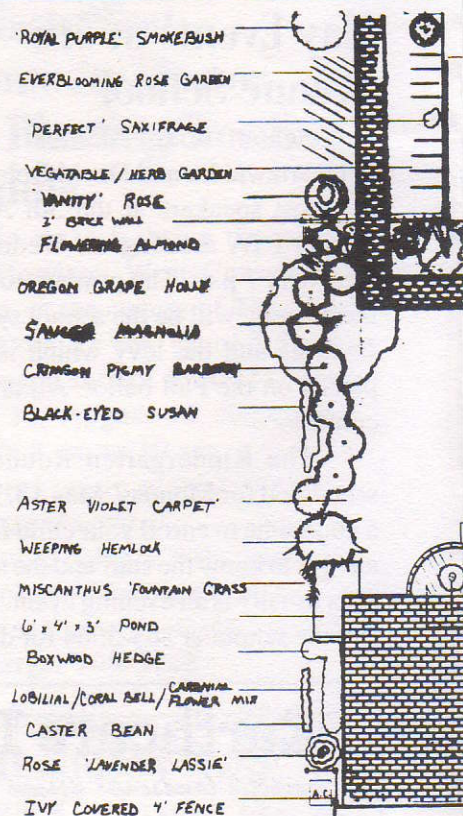 'ROYAL PURPLE' SMOKEBUSH
EVERBLOOMING ROSE GARDEN
'PERFECT' SAXIFRAGE
VEGATABLE / HERB GARDEN
'VANITY' ROSE
3' BRICK WALL
FLOWERING ALMOND
OREGON GRAPE HOLLY
MAGNOLIA
CRIMSON PIGMY
BLACK-EYED SUSAN
ASTER 'VIOLET CARPET'
WEEPING HEMLOCK
MISCANTHUS 'FOUNTAIN GRASS
6' x 4' x 3' POND
BOXWOOD HEDGE
LOBILIAL/CORAL BELL/CARDINAL FLOWER MIX
CASTER BEAN
ROSE 'LAVENDER LASSIE'
A.C.
IVY COVERED 4' FENCE